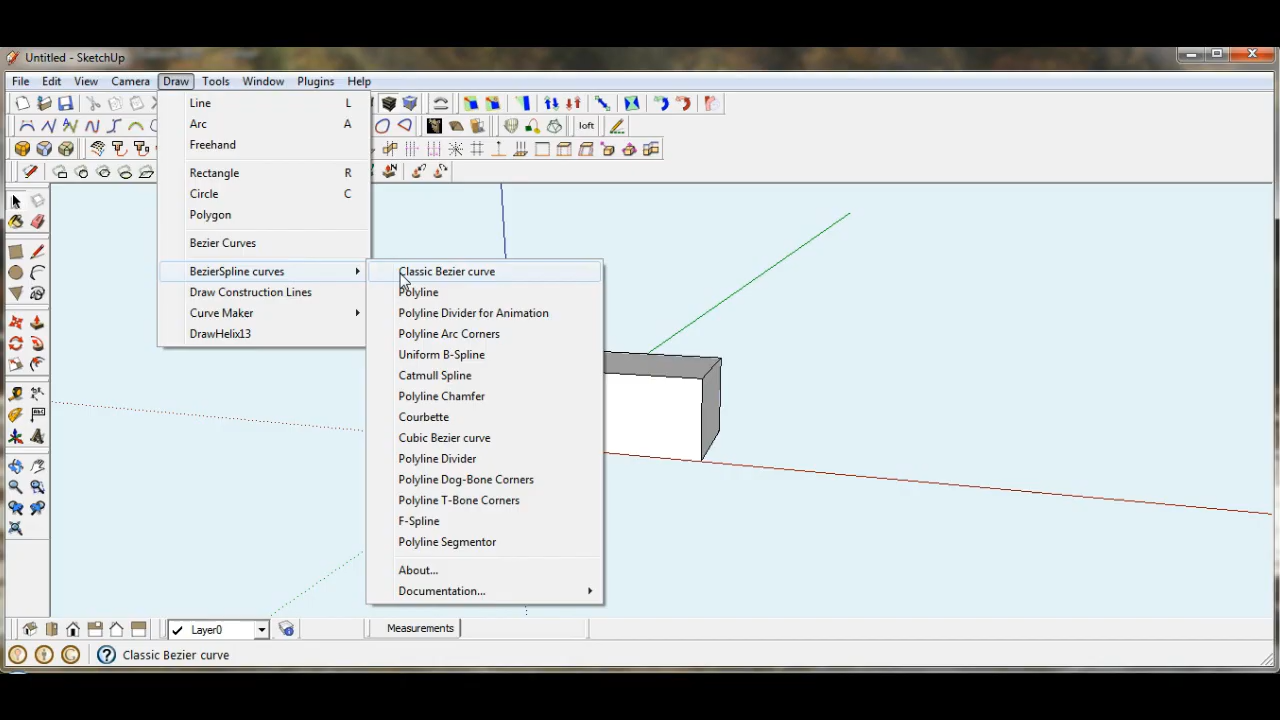 Untitled - SketchUp
File Edit View Camera Draw Tools Window Plugins Help
Line L
Arc A
Freehand
Rectangle R
Circle C
Polygon
Bezier Curves
BezierSpline curves
Draw Construction Lines
Curve Maker
DrawHelix13
loft
Classic Bezier curve
Polyline
Polyline Divider for Animation
Polyline Arc Corners
Uniform B-Spline
Catmull Spline
Polyline Chamfer
Courbette
Cubic Bezier curve
Polyline Divider
Polyline Dog-Bone Corners
Polyline T-Bone Corners
F-Spline
Polyline Segmentor
About...
Documentation...
Layer0
Measurements
Classic Bezier curve